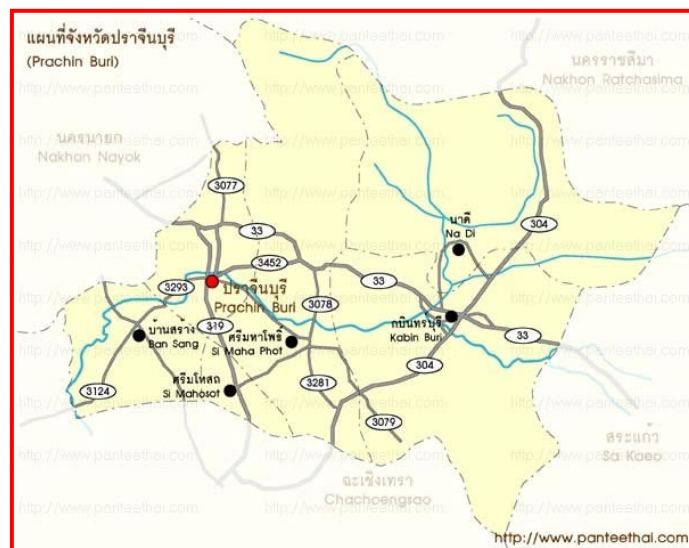 แผนที่จังหวัดปราจีนบุรี
(Prachin Buri)
นครราชสีมา
Nakhon Ratchasima
นครนายก
Nakhon Nayok
3077
นาดี
Na Di
304
33
3452
33
3293
ปราจีนบุรี
Prachin Buri
3078
กบินทรบุรี
Kabin Buri
33
319
บานสราง
Ban Sang
ศรีมหาโพธิ์
Si Maha Phot
304
3124
ศรีมโหสถ
Si Mahosot
3281
3079
สระแก้ว
Sa Kaeo
ฉะเชิงเทรา
Chachoengsao
http://www.panteethai.com